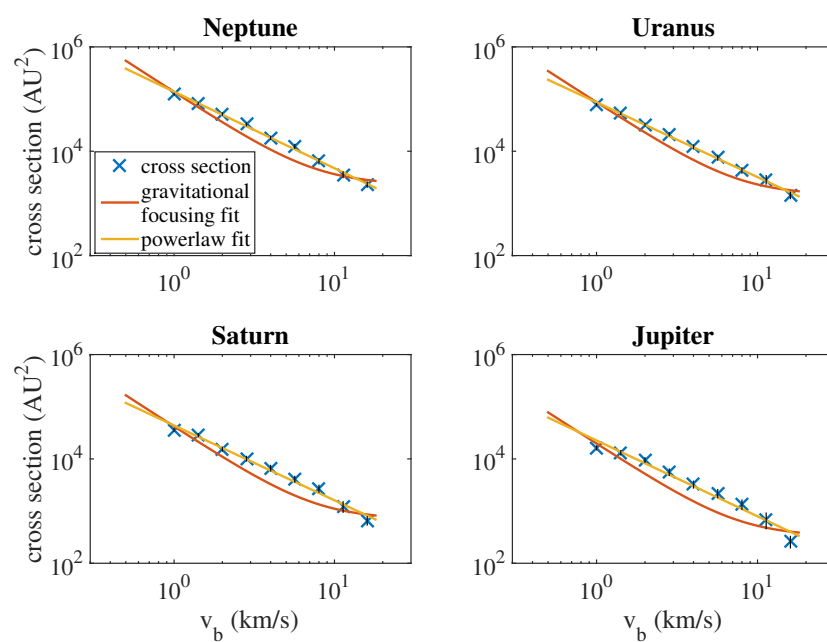 Neptune
Uranus
10^6
10^4
10^2
10^0
10^1
cross section (AU^2)
cross section
gravitational
focusing fit
powerlaw fit
10^6
10^4
10^2
10^0
10^1
Saturn
Jupiter
10^6
10^4
10^2
10^0
10^1
cross section (AU^2)
v_b (km/s)
10^6
10^4
10^2
10^0
10^1
v_b (km/s)